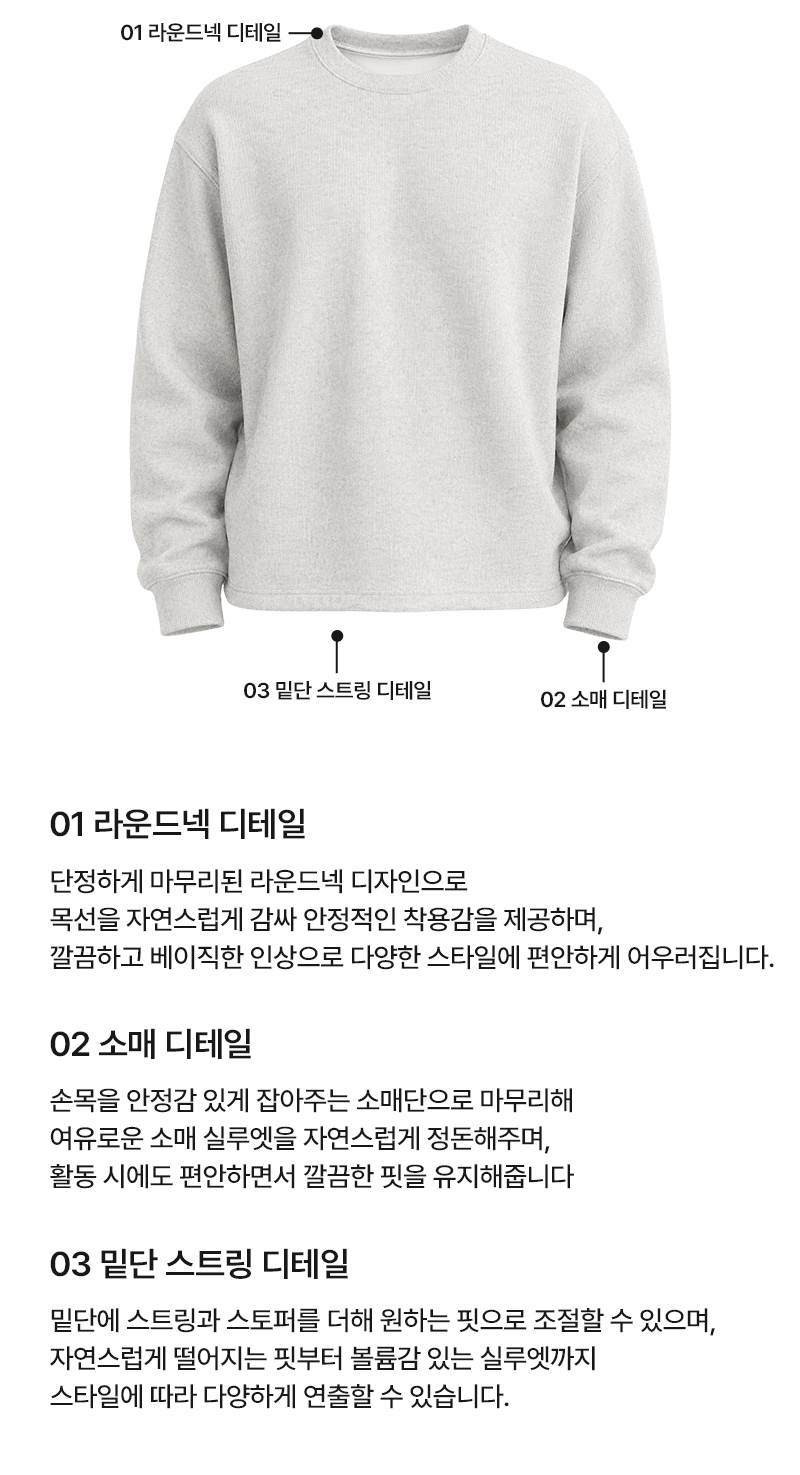 01 라운드넥 디테일
03 밑단 스트링 디테일
02 소매 디테일
01 라운드넥 디테일
단정하게 마무리된 라운드넥 디자인으로
목선을 자연스럽게 감싸 안정적인 착용감을 제공하며,
깔끔하고 베이직한 인상으로 다양한 스타일에 편안하게 어우러집니다.
02 소매 디테일
손목을 안정감 있게 잡아주는 소매단으로 마무리해
여유로운 소매 실루엣을 자연스럽게 정돈해주며,
활동 시에도 편안하면서 깔끔한 핏을 유지해줍니다
03 밑단 스트링 디테일
밑단에 스트링과 스토퍼를 더해 원하는 핏으로 조절할 수 있으며,
자연스럽게 떨어지는 핏부터 볼륨감 있는 실루엣까지
스타일에 따라 다양하게 연출할 수 있습니다.